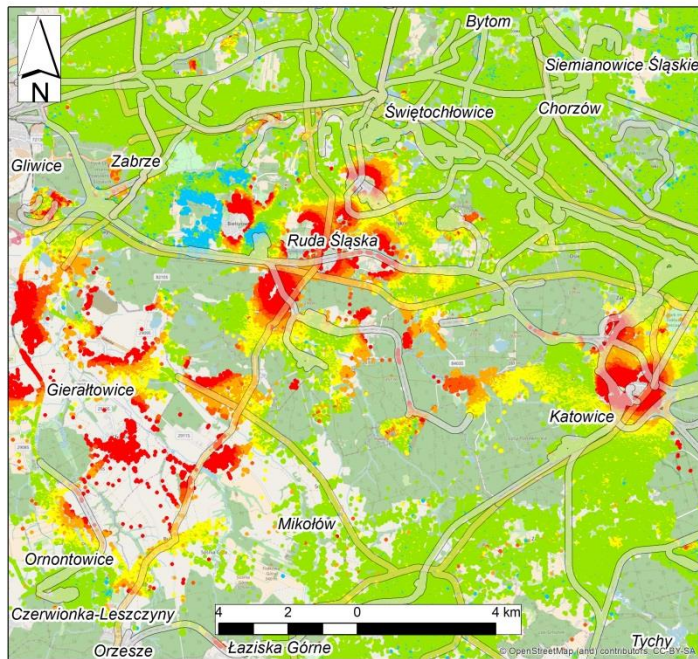 Bytom
Siemianowice Śląskie
N
Świętochłowice
Chorzów
Zabrze
Gliwice
Ruda Śląska
Gierałtowice
Katowice
Mikołów
Ornontowice
Czerwionka-Leszczyny
4 2 0 4 km
Orzesze
Łaziska Górne
Tychy
© OpenStreetMap (and) contributors, CC-BY-SA